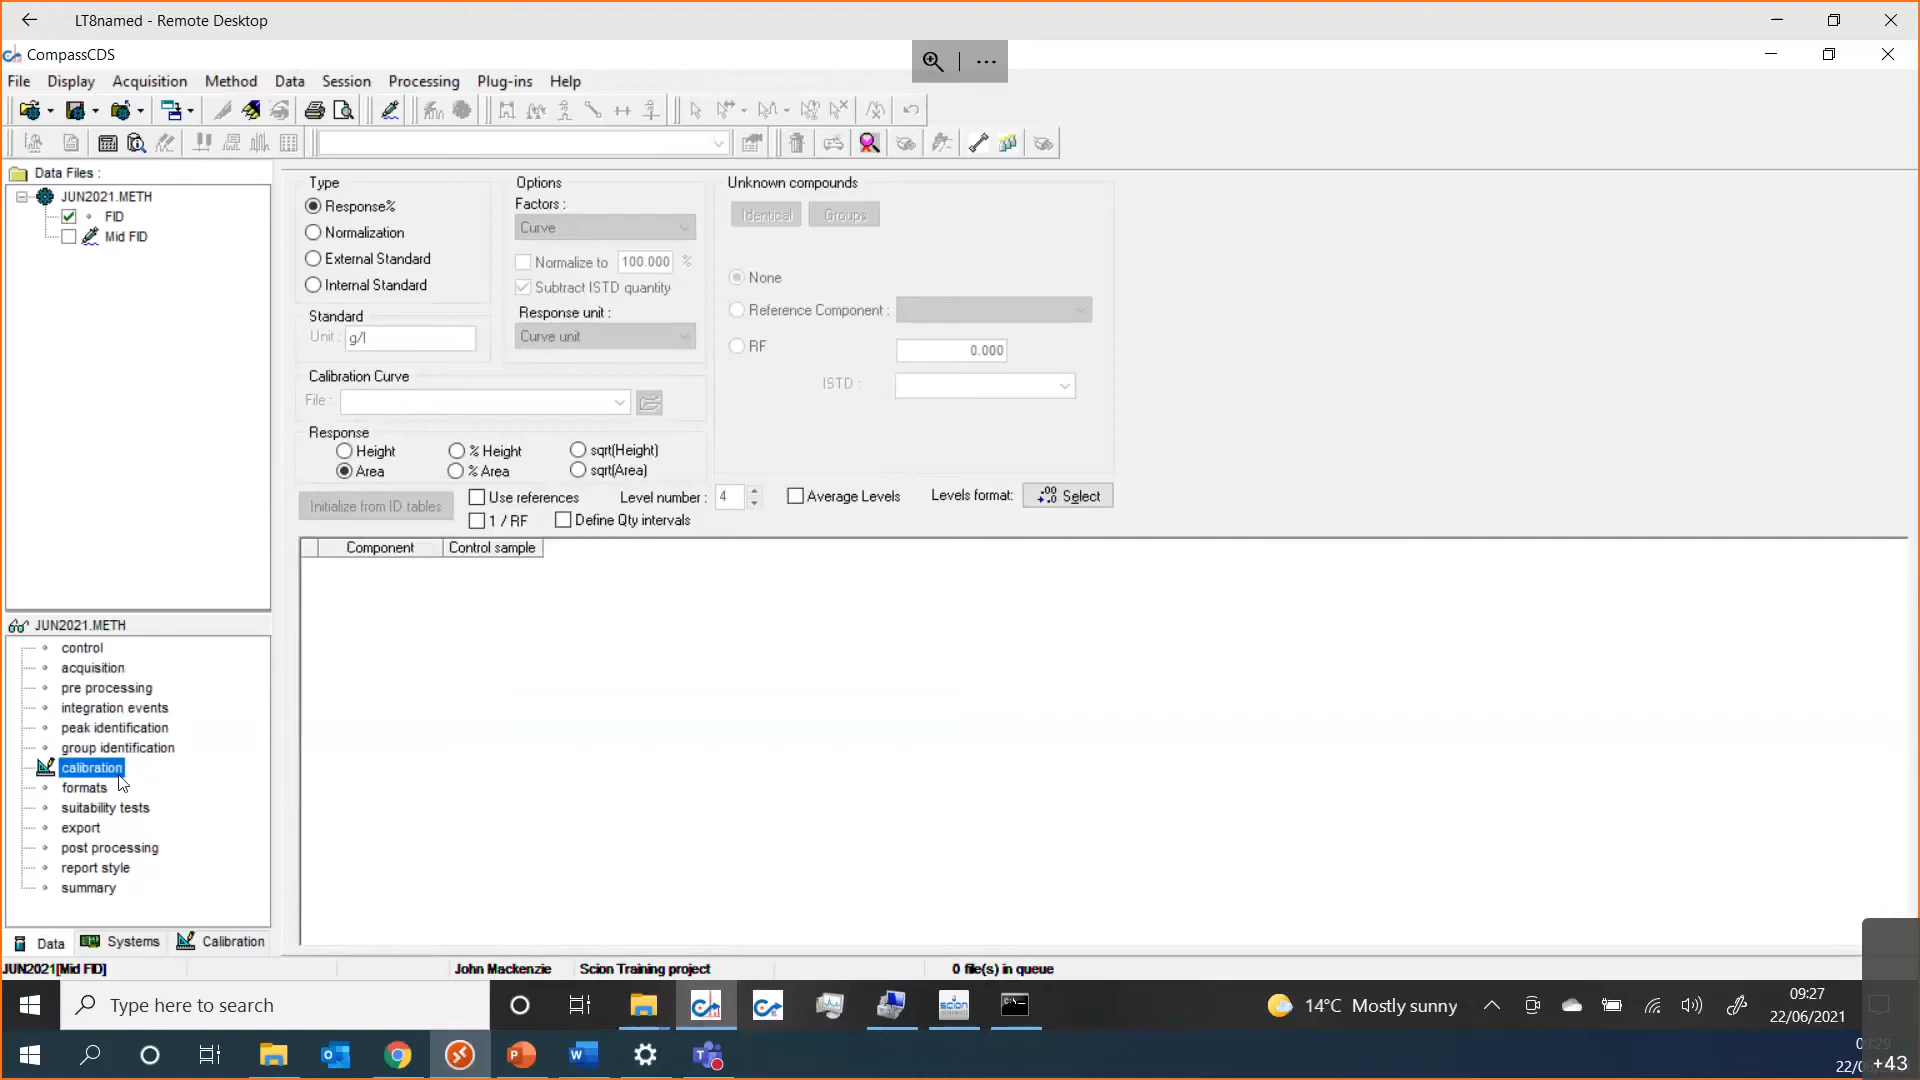 LT8named - Remote Desktop
CompassCDS
File Display Acquisition Method Data Session Processing Plug-ins Help
Data Files :
JUN2021.METH
FID
Mid FID
Type
Response%
Normalization
External Standard
Internal Standard
Standard
Unit : g/l
Options
Factors :
Curve
Normalize to 100.000 %
Subtract ISTD quantity
Response unit :
Curve unit
Unknown compounds
Identical Groups
None
Reference Component :
RF 0.000
ISTD :
Calibration Curve
File :
Response
Height % Height sqrt(Height)
Area % Area sqrt(Area)
Initialize from ID tables Use references Level number : 4 Average Levels Levels format: Select
1 / RF Define Qty intervals
Component Control sample
JUN2021.METH
control
acquisition
pre processing
integration events
peak identification
group identification
calibration
formats
suitability tests
export
post processing
report style
summary
Data Systems Calibration
JUN2021[Mid FID] John Mackenzie Scion Training project 0 file(s) in queue
Type here to search
scion
14°C Mostly sunny
09:27
22/06/2021
+43